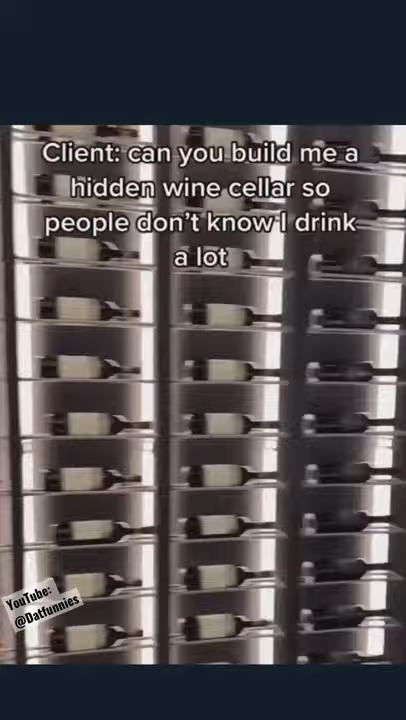 Client: can you build me a
hidden wine cellar so
people don't know I drink
a lot
YouTube:
@Datfunnies